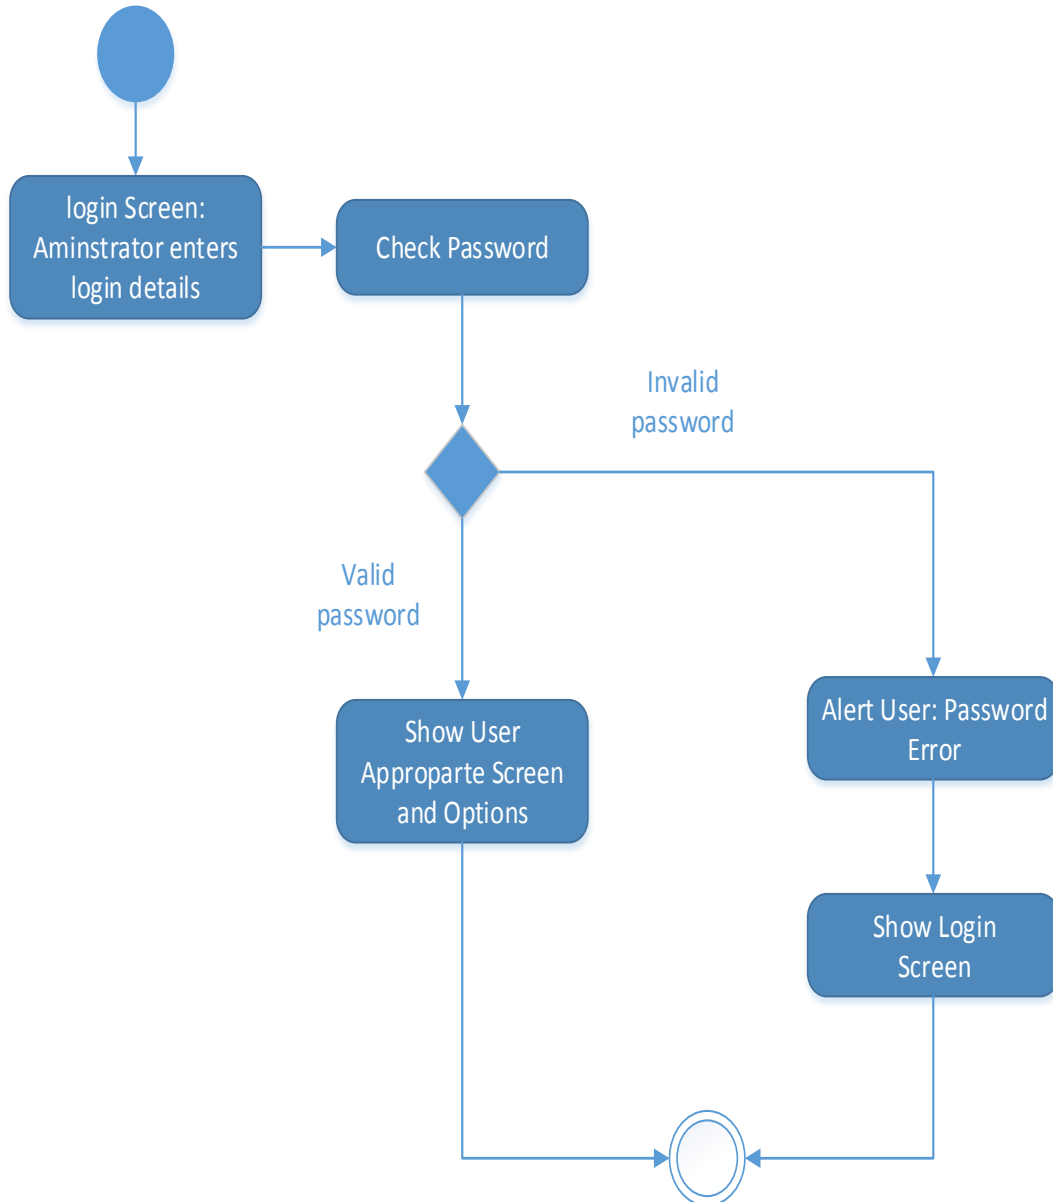 login Screen:
Aminstrator enters
login details
Check Password
Invalid
password
Valid
password
Show User
Approparte Screen
and Options
Alert User: Password
Error
Show Login
Screen